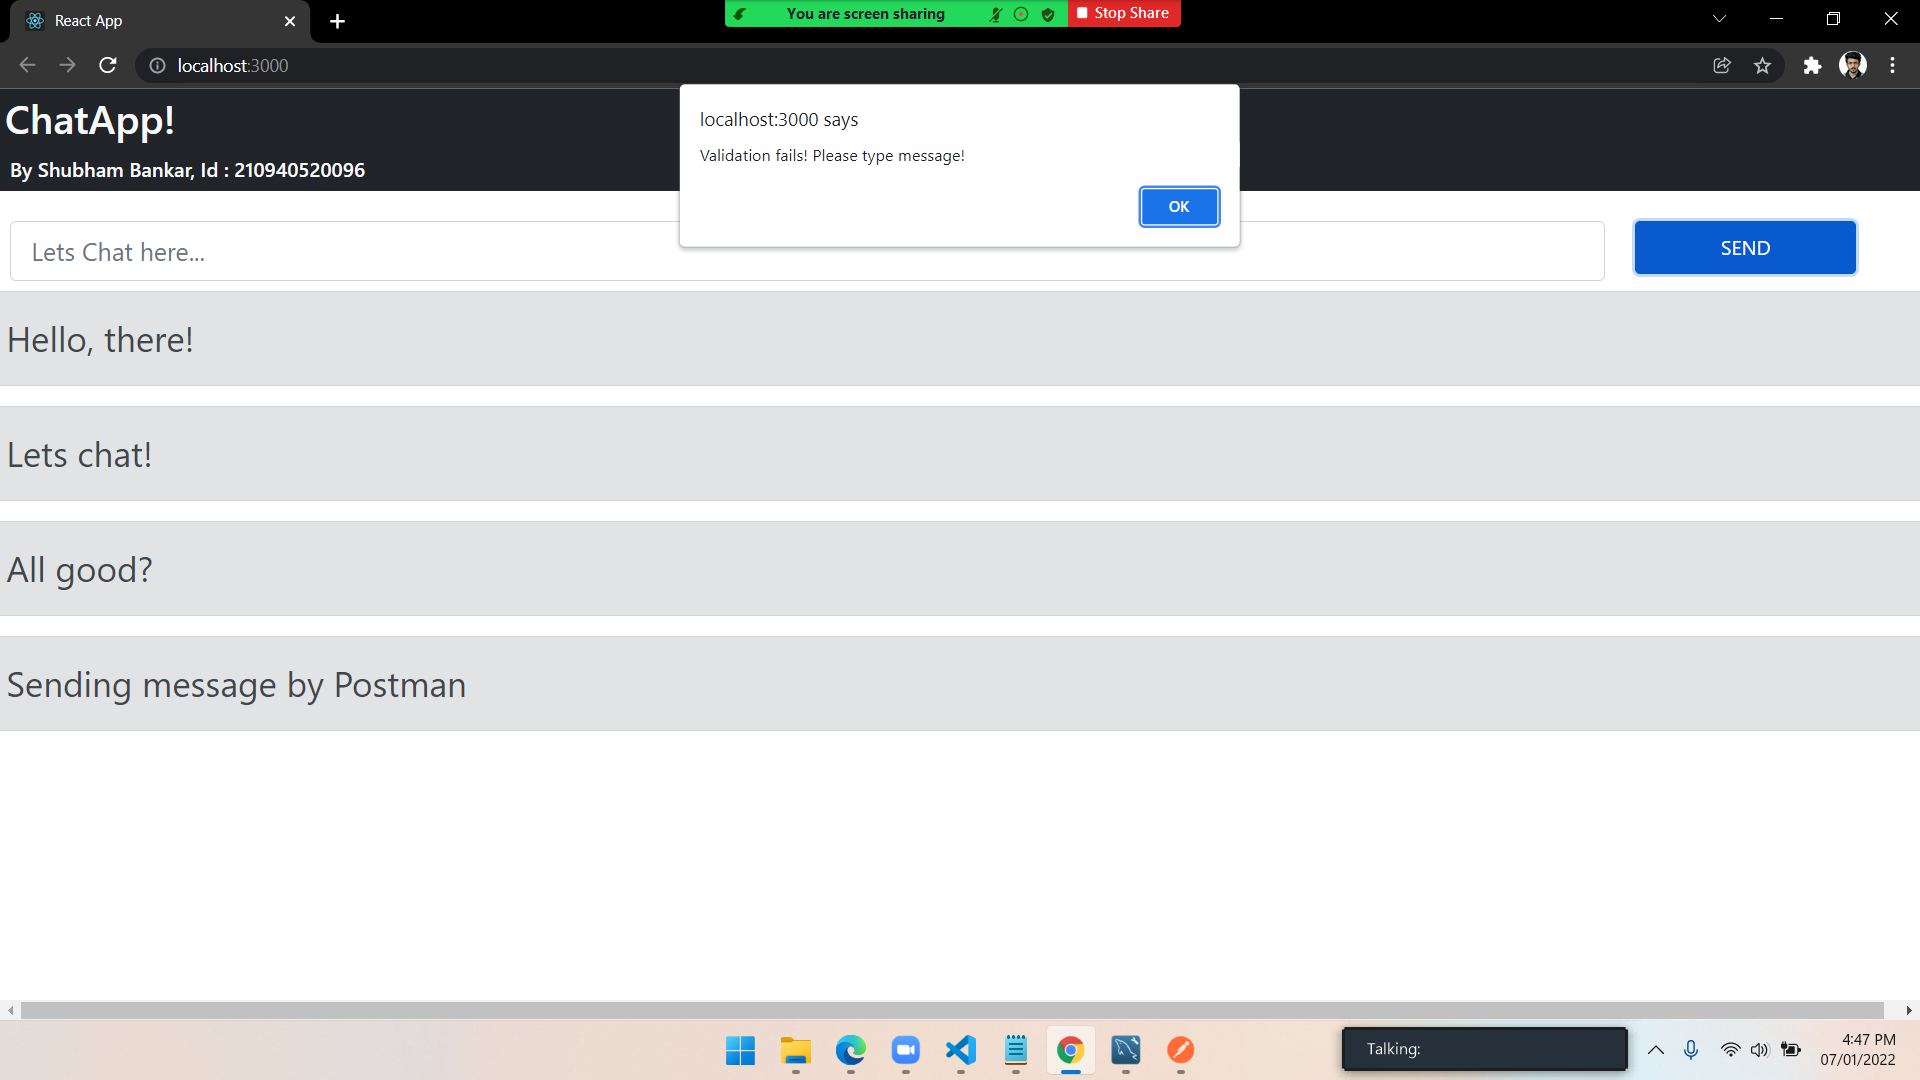 React App
You are screen sharing
Stop Share
localhost:3000
ChatApp!
By Shubham Bankar, Id : 210940520096
localhost:3000 says
Validation fails! Please type message!
OK
Lets Chat here...
SEND
Hello, there!
Lets chat!
All good?
Sending message by Postman
Talking:
4:47 PM
07/01/2022